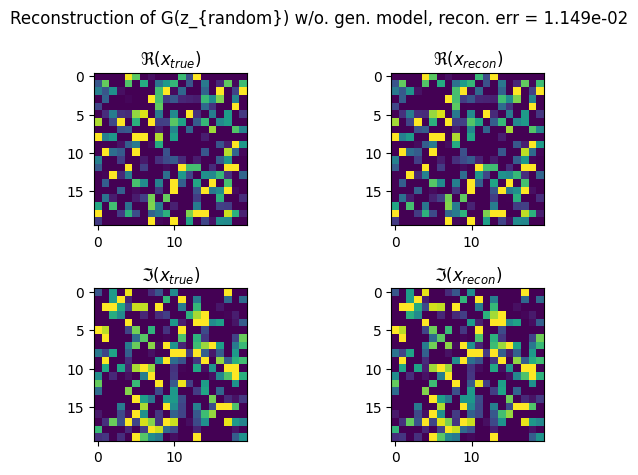 Reconstruction of G(z_{random}) w/o. gen. model, recon. err = 1.149e-02
ℜ(x_true) ℜ(x_recon)
0 0
5 5
10 10
15 15
0 10 0 10
ℑ(x_true) ℑ(x_recon)
0 0
5 5
10 10
15 15
0 10 0 10